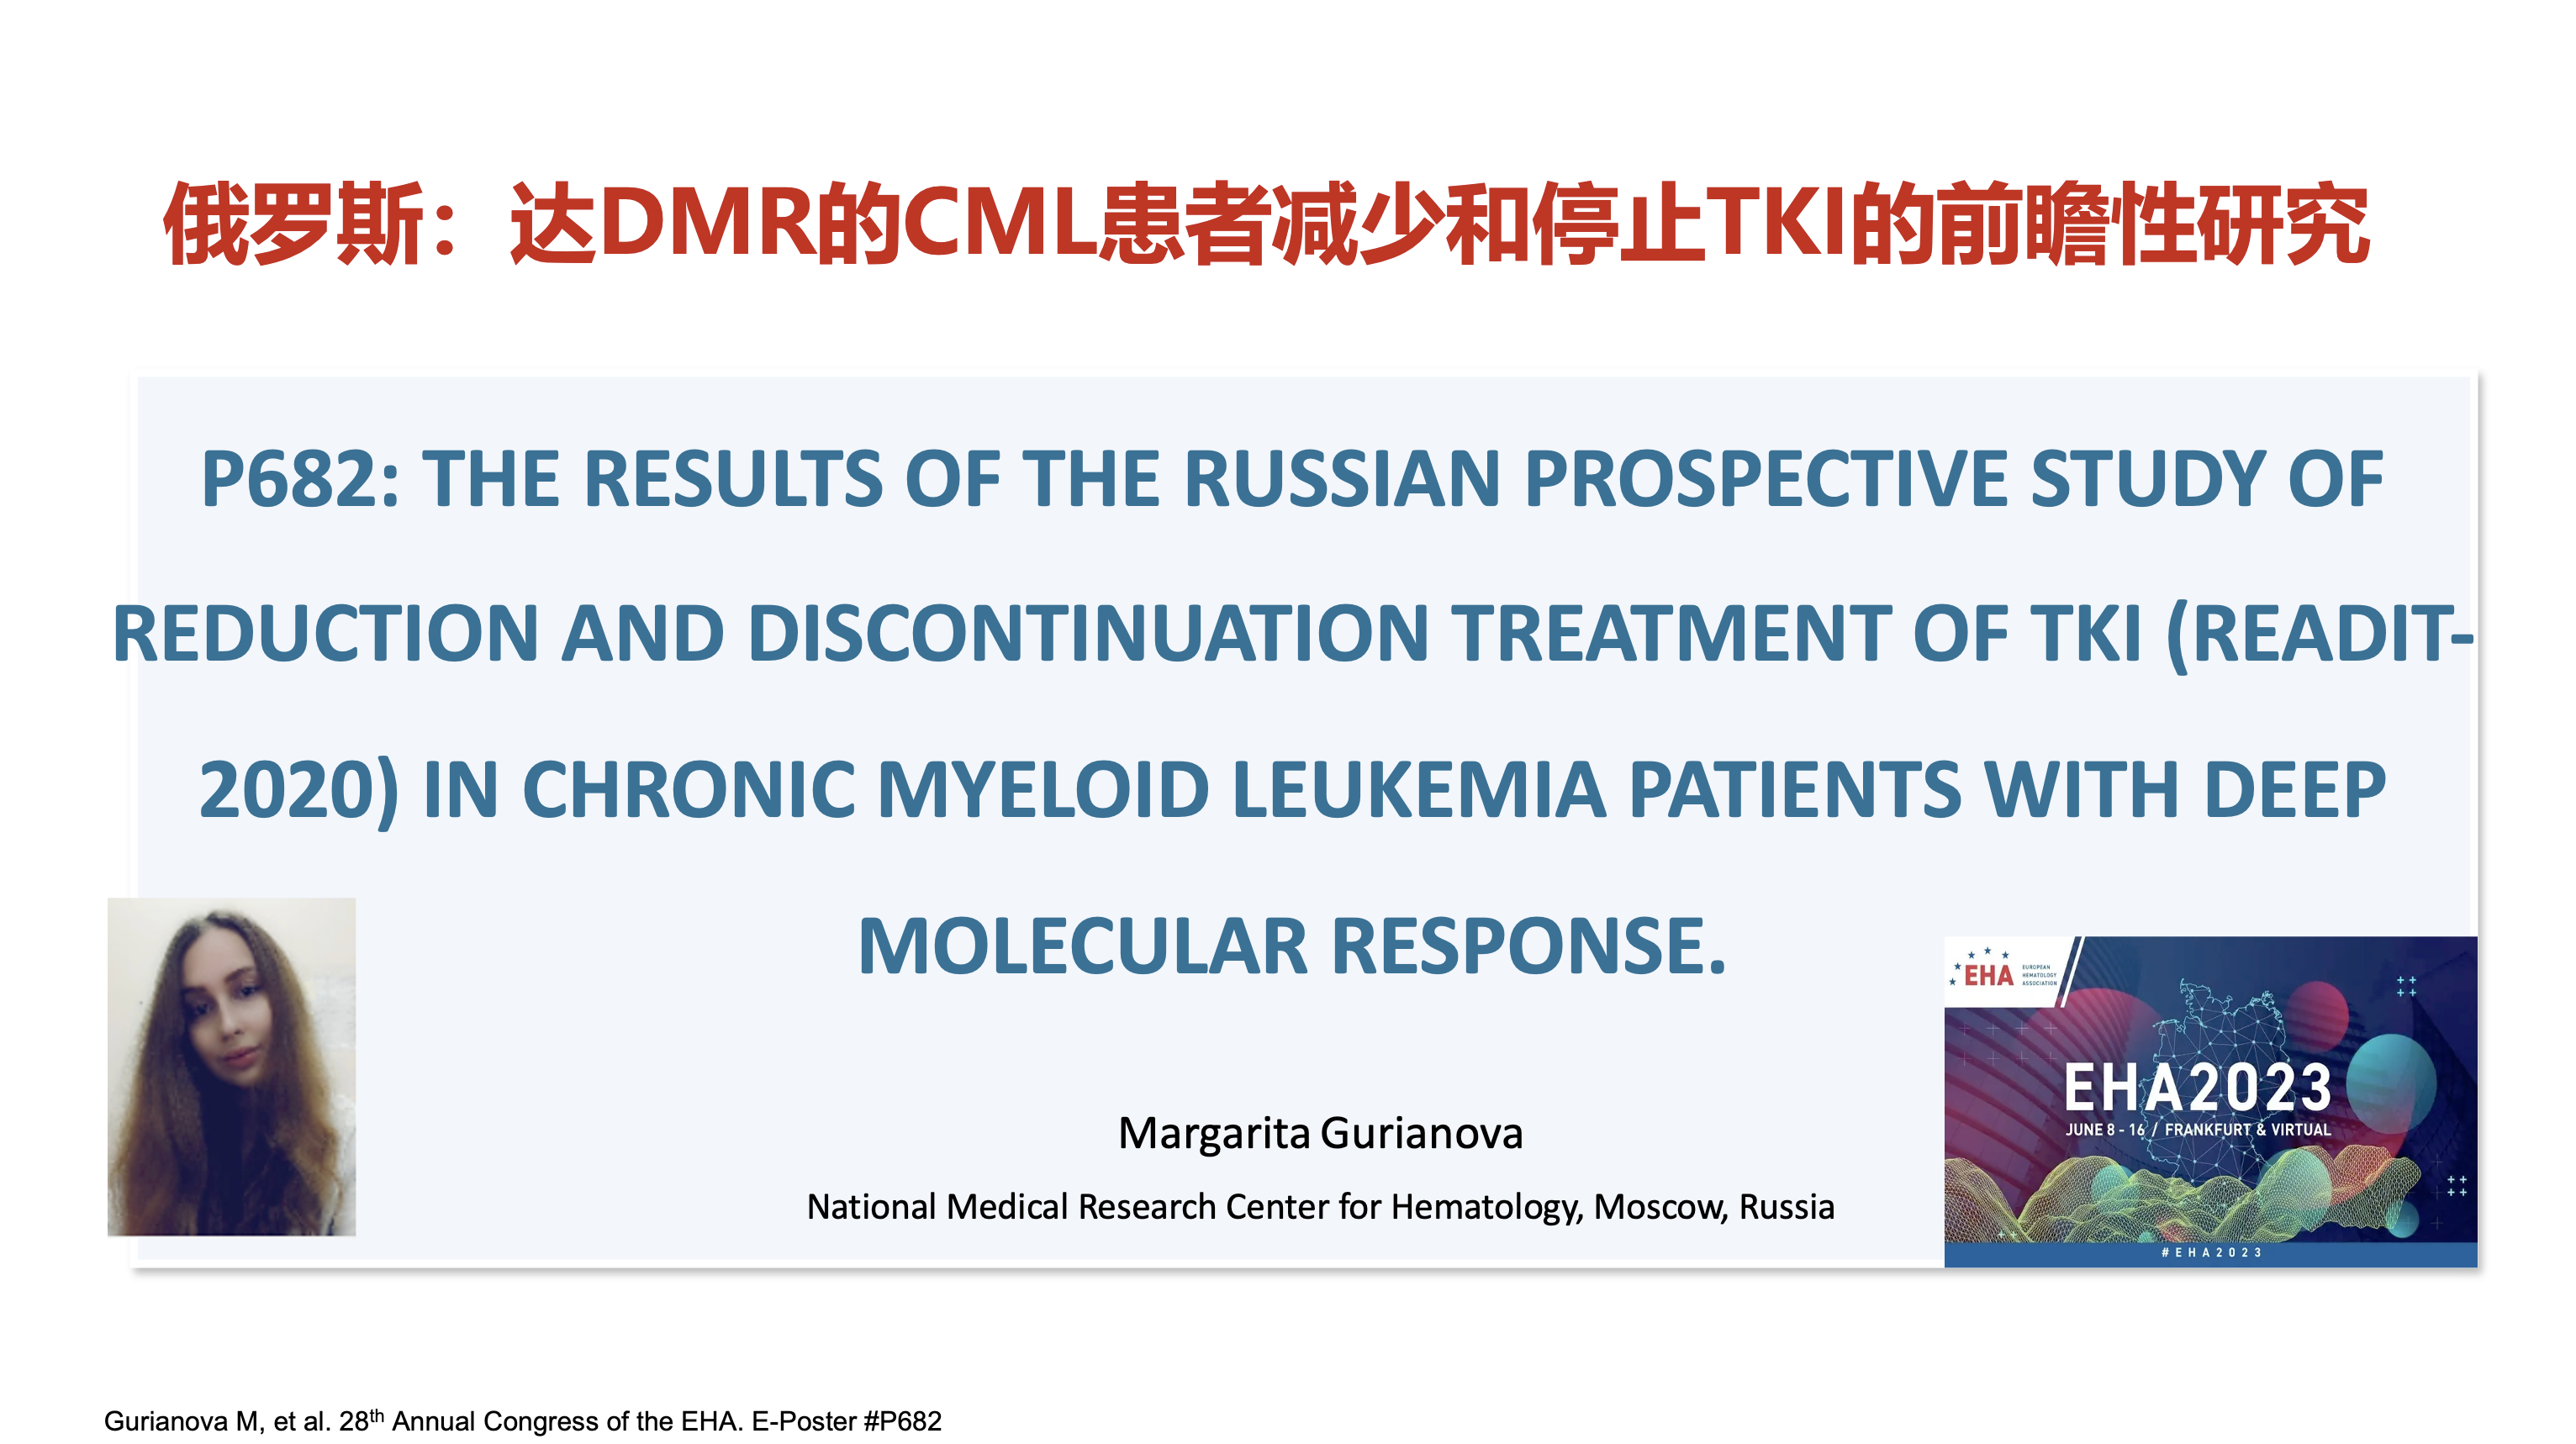 俄罗斯：达DMR的CML患者减少和停止TKI的前瞻性研究
P682: THE RESULTS OF THE RUSSIAN PROSPECTIVE STUDY OF
REDUCTION AND DISCONTINUATION TREATMENT OF TKI (READIT-
2020) IN CHRONIC MYELOID LEUKEMIA PATIENTS WITH DEEP
MOLECULAR RESPONSE.
Margarita Gurianova
National Medical Research Center for Hematology, Moscow, Russia
EHA
EUROPEAN
HEMATOLOGY
ASSOCIATION
EHA2023
JUNE 8 - 16 / FRANKFURT & VIRTUAL
#EHA2023
Gurianova M, et al. 28th Annual Congress of the EHA. E-Poster #P682